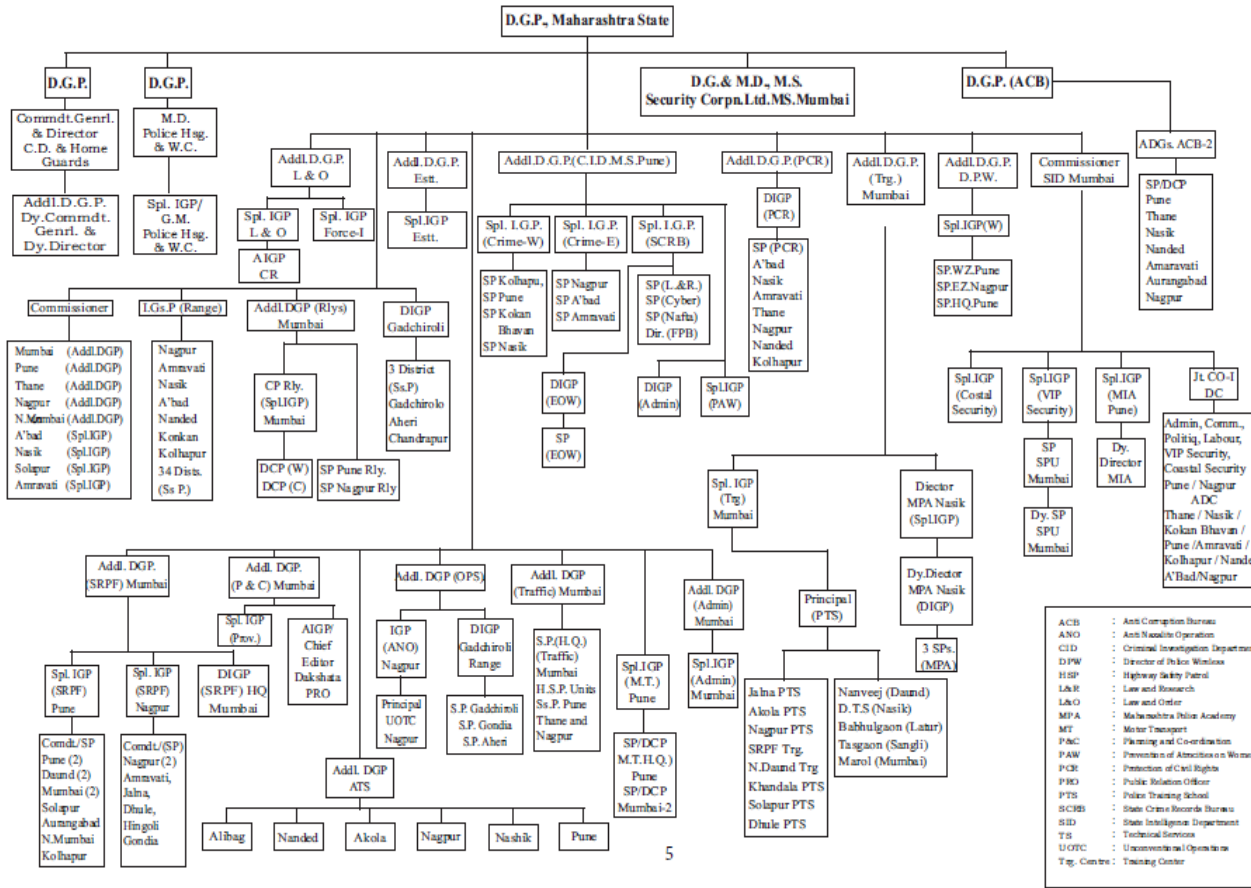 D.G.P., Maharashtra State
D.G.P.
D.G.P.
D.G.& M.D., M.S.
Security Corpn.Ltd.MS.Mumbai
D.G.P. (ACB)
Commdt.Genrl.
& Director
C.D. & Home
Guards
Addl.D.G.P.
Dy.Commdt.
Genrl. &
Dy.Director
M.D.
Police Hsg.
& W.C.
Spl. IGP/
G.M.
Police Hsg.
& W.C.
ADGs. ACB-2
SP/DCP
Pune
Thane
Nasik
Nanded
Amaravati
Aurangabad
Nagpur
Addl.D.G.P.
L & O
Spl. IGP
L & O
Spl. IGP
Force-I
AIGP
CR
Addl.D.G.P.
Estt.
Spl.IGP
Estt.
Addl.D.G.P.(C.I.D.M.S.Pune)
Spl. I.G.P.
(Crime-W)
Spl. I.G.P.
(Crime-E)
Spl. I.G.P.
(SCRB)
SP Kolhapu,
SP Pune
SP Kokan
Bhavan
SP Nasik
SP Nagpur
SP A'bad
SP Amravati
SP (L.&R.)
SP(Cyber)
SP(Nafta)
Dir. (FPB)
DIGP
(EOW)
SP
(EOW)
DIGP
(Admin)
Spl.IGP
(PAW)
Addl.D.G.P.(PCR)
DIGP
(PCR)
SP (PCR)
A'bad
Nasik
Amravati
Thane
Nagpur
Nanded
Kolhapur
Addl.D.G.P.
(Trg.)
Mumbai
Addl.D.G.P.
D.P.W.
Spl.IGP(W)
SP.WZ.Pune
SP.EZ.Nagpur
SP.HQ.Pune
Commissioner
SID Mumbai
Spl.IGP
(Costal
Security)
Spl.IGP
(VIP
Security)
SP
SPU
Mumbai
Dy. SP
SPU
Mumbai
Spl.IGP
(MIA
Pune)
Dy.
Director
MIA
Jt. CO-I
DC
Admin, Comm.,
Politiq, Labour,
VIP Security,
Coastal Security
Pune / Nagpur
ADC
Thane / Nasik /
Kokan Bhavan /
Pune /Amravati /
Kolhapur / Nande
A'Bad/Nagpur
Commissioner
Mumbai (Addl.DGP)
Pune (Addl.DGP)
Thane (Addl.DGP)
Nagpur (Addl.DGP)
(Addl.DGP)
A'bad (Spl.IGP)
Nasik (Spl.IGP)
Solapur (Spl.IGP)
Amravati (Spl.IGP)
I.Gs.P (Range)
Nagpur
Amravati
Nasik
A'bad
Nanded
Konkan
Kolhapur
34 Dists.
(Ss P.)
Addl.DGP (Rlys)
Mumbai
CP Rly.
(Spl.IGP)
Mumbai
DCP (W)
DCP (C)
SP Pune Rly.
SP Nagpur Rly
DIGP
Gadchiroli
3 District
(Ss.P)
Gadchirolo
Aheri
Chandrapur
Spl. IGP
(Trg)
Mumbai
Diector
MPA Nasik
(Spl.IGP)
Dy.Diector
MPA Nasik
(DIGP)
3 SPs.
(MPA)
Principal
(PTS)
Jalna PTS
Akola PTS
Nagpur PTS
SRPF Trg.
N.Daund Trg
Khandala PTS
Solapur PTS
Dhule PTS
Nanveej (Daund)
D.T.S (Nasik)
Babhulgaon (Latur)
Tasgaon (Sangli)
Marol (Mumbai)
Addl. DGP.
(SRPF) Mumbai
Spl. IGP
(SRPF)
Pune
Comdt./SP
Pune (2)
Daund (2)
Mumbai (2)
Solapur
Aurangabad
N.Mumbai
Kolhapur
Spl. IGP
(SRPF)
Nagpur
Comdt./(SP)
Nagpur (2)
Amravati,
Jalna,
Dhule,
Hingoli
Gondia
DIGP
(SRPF) HQ
Mumbai
Addl. DGP.
(P & C) Mumbai
Spl. IGP
(Prov.)
AIGP/
Chief
Editor
Dakshata
PRO
Addl. DGP (OPS)
IGP
(ANO)
Nagpur
Principal
UOTC
Nagpur
DIGP
Gadchiroli
Range
S.P. Gadchiroli
S.P. Gondia
S.P. Aheri
Addl. DGP
(Traffic) Mumbai
S.P.(H.Q.)
(Traffic)
Mumbai
H.S.P. Units
Ss.P. Pune
Thane and
Nagpur
Spl.IGP
(M.T.)
Pune
SP/DCP
M.T.H.Q.)
Pune
SP/DCP
Mumbai-2
Addl. DGP
(Admin)
Mumbai
Spl.IGP
(Admin)
Mumbai
Addl. DGP
ATS
Alibag
Nanded
Akola
Nagpur
Nashik
Pune
ACB : Anti Corruption Bureau
ANO : Anti Naxalite Operation
CID : Criminal Investigation Departmen
DPW : Director of Police Wireless
HSP : Highway Safety Patrol
L&R : Law and Research
L&O : Law and Order
MPA : Maharashtra Police Academy
MT : Motor Transport
P&C : Planning and Co-ordination
PAW : Prevention of Atrocities on Wome
PCR : Protection of Civil Rights
PRO : Public Relation Officer
PTS : Police Training School
SCRB : State Crime Records Bureau
SID : State Intelligence Department
TS : Technical Services
UOTC : Unconventional Operations
Trg. Centre : Training Center
5